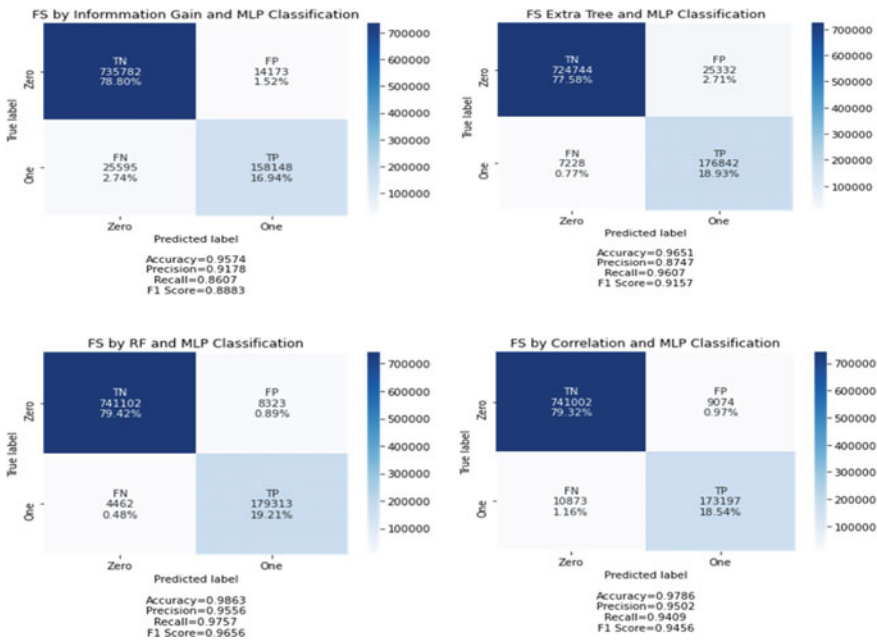 FS by Informmation Gain and MLP Classification
TN
735782
78.80%
FP
14173
1.52%
FN
25595
2.74%
TP
158148
16.94%
Zero
One
True label
Zero
One
Predicted label
700000
600000
500000
400000
300000
200000
100000
Accuracy=0.9574
Precision=0.9178
Recall=0.8607
F1 Score=0.8883
FS Extra Tree and MLP Classification
TN
724744
77.58%
FP
25332
2.71%
FN
7228
0.77%
TP
176842
18.93%
Zero
One
True label
Zero
One
Predicted label
700000
600000
500000
400000
300000
200000
100000
Accuracy=0.9651
Precision=0.8747
Recall=0.9607
F1 Score=0.9157
FS by RF and MLP Classification
TN
741102
79.42%
FP
8323
0.89%
FN
4462
0.48%
TP
179313
19.21%
Zero
One
True label
Zero
One
Predicted label
700000
600000
500000
400000
300000
200000
100000
Accuracy=0.9863
Precision=0.9556
Recall=0.9757
F1 Score=0.9656
FS by Correlation and MLP Classification
TN
741002
79.32%
FP
9074
0.97%
FN
10873
1.16%
TP
173197
18.54%
Zero
One
True label
Zero
One
Predicted label
700000
600000
500000
400000
300000
200000
100000
Accuracy=0.9786
Precision=0.9502
Recall=0.9409
F1 Score=0.9456